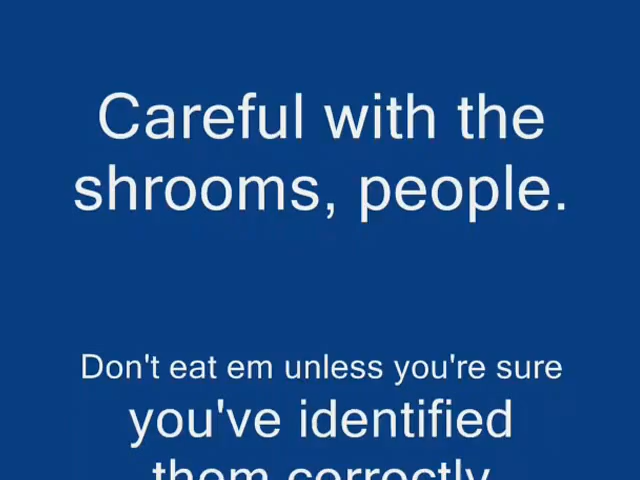 Careful with the
shrooms, people.
Don't eat em unless you're sure
you've identified
them correctly